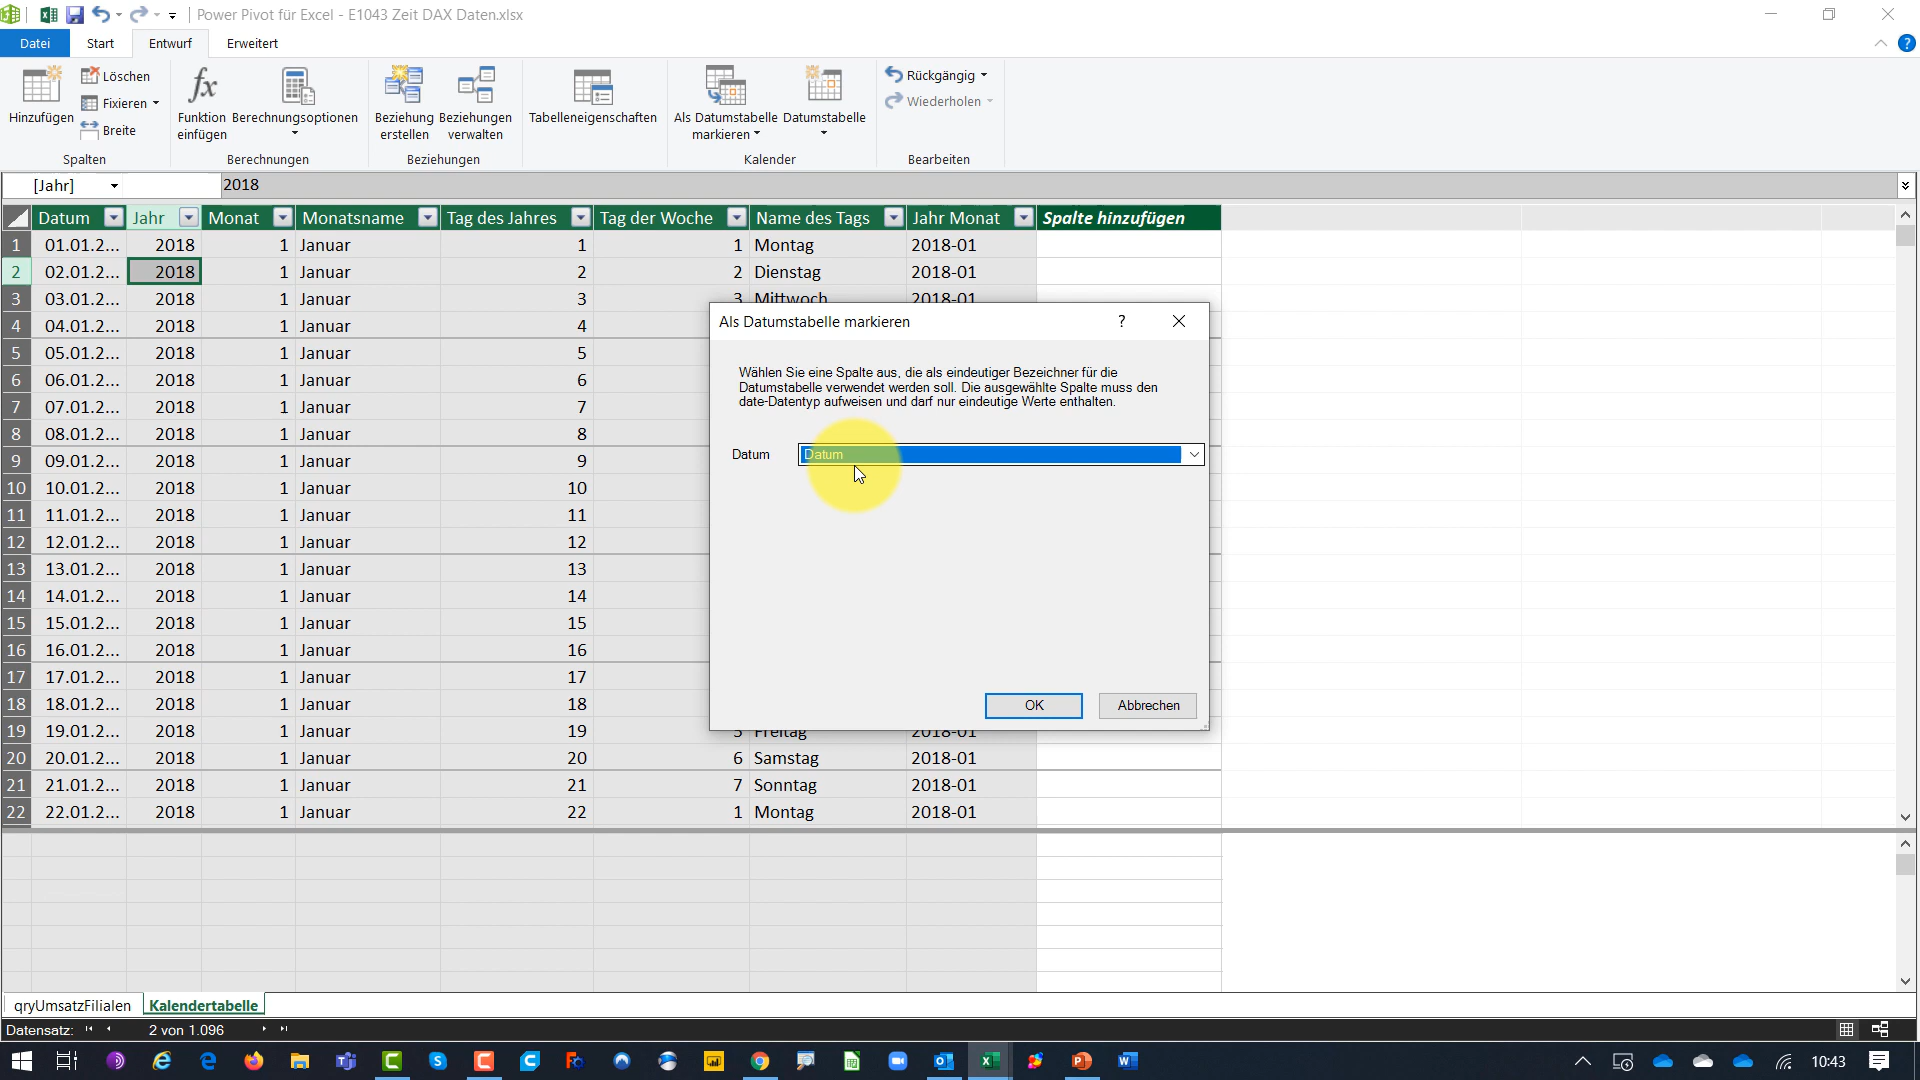 Power Pivot für Excel - E1043 Zeit DAX Daten.xlsx
Datei Start Entwurf Erweitert
Hinzufügen Löschen Fixieren Breite Spalten
Funktion einfügen Berechnungsoptionen Berechnungen
Beziehung erstellen Beziehungen verwalten Beziehungen
Tabelleneigenschaften
Als Datumstabelle markieren Datumstabelle Kalender
Rückgängig Wiederholen Bearbeiten
[Jahr] 2018
Datum Jahr Monat Monatsname Tag des Jahres Tag der Woche Name des Tags Jahr Monat Spalte hinzufügen
1 01.01.2... 2018 1 Januar 1 1 Montag 2018-01
2 02.01.2... 2018 1 Januar 2 2 Dienstag 2018-01
3 03.01.2... 2018 1 Januar 3 3 Mittwoch 2018-01
4 04.01.2... 2018 1 Januar 4
5 05.01.2... 2018 1 Januar 5
6 06.01.2... 2018 1 Januar 6
7 07.01.2... 2018 1 Januar 7
8 08.01.2... 2018 1 Januar 8
9 09.01.2... 2018 1 Januar 9
10 10.01.2... 2018 1 Januar 10
11 11.01.2... 2018 1 Januar 11
12 12.01.2... 2018 1 Januar 12
13 13.01.2... 2018 1 Januar 13
14 14.01.2... 2018 1 Januar 14
15 15.01.2... 2018 1 Januar 15
16 16.01.2... 2018 1 Januar 16
17 17.01.2... 2018 1 Januar 17
18 18.01.2... 2018 1 Januar 18
19 19.01.2... 2018 1 Januar 19 5 Freitag 2018-01
20 20.01.2... 2018 1 Januar 20 6 Samstag 2018-01
21 21.01.2... 2018 1 Januar 21 7 Sonntag 2018-01
22 22.01.2... 2018 1 Januar 22 1 Montag 2018-01
Als Datumstabelle markieren ?
Wählen Sie eine Spalte aus, die als eindeutiger Bezeichner für die
Datumstabelle verwendet werden soll. Die ausgewählte Spalte muss den
date-Datentyp aufweisen und darf nur eindeutige Werte enthalten.
Datum Datum
OK Abbrechen
qryUmsatzFilialen Kalendertabelle
Datensatz: 2 von 1.096
10:43